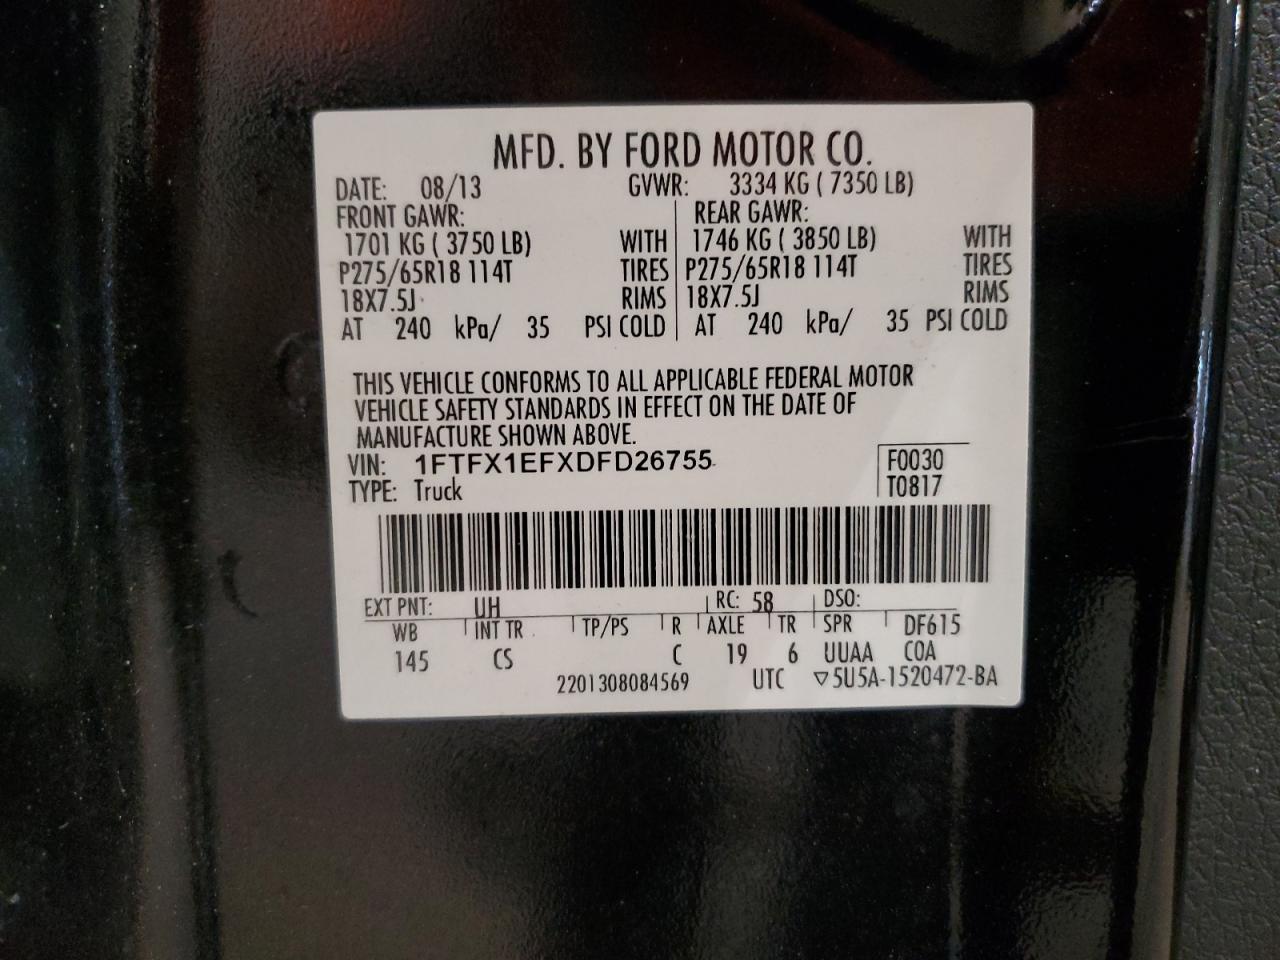 MFD. BY FORD MOTOR CO.
DATE: 08/13 GVWR: 3334 KG ( 7350 LB)
FRONT GAWR: REAR GAWR:
1701 KG ( 3750 LB) WITH 1746 KG ( 3850 LB) WITH
P275/65R18 114T TIRES P275/65R18 114T TIRES
18X7.5J RIMS 18X7.5J RIMS
AT 240 kPa/ 35 PSI COLD AT 240 kPa/ 35 PSI COLD
THIS VEHICLE CONFORMS TO ALL APPLICABLE FEDERAL MOTOR
VEHICLE SAFETY STANDARDS IN EFFECT ON THE DATE OF
MANUFACTURE SHOWN ABOVE.
VIN: 1FTFX1EFXDFD26755 F0030
TYPE: Truck T0817
EXT PNT: UH RC: 58 DSO:
WB INT TR TP/PS R AXLE TR SPR DF615
145 CS C 19 6 UUAA COA
2201308084569 UTC ▽5U5A-1520472-BA